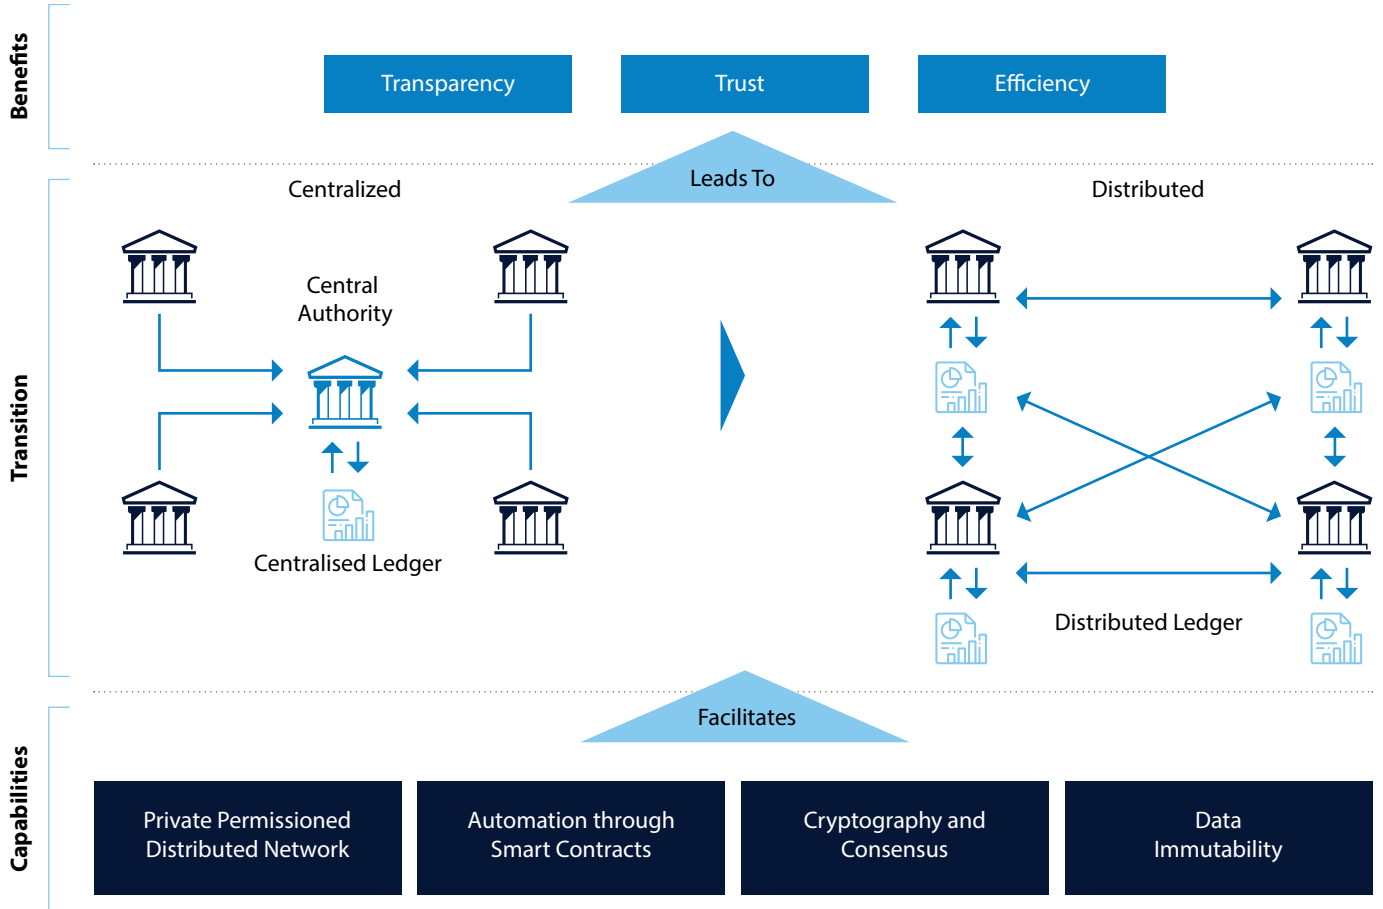 Benefits
Transparency
Trust
Efficiency
Leads To
Transition
Centralized
Distributed
Central
Authority
Centralised Ledger
Distributed Ledger
Facilitates
Capabilities
Private Permissioned
Distributed Network
Automation through
Smart Contracts
Cryptography and
Consensus
Data
Immutability